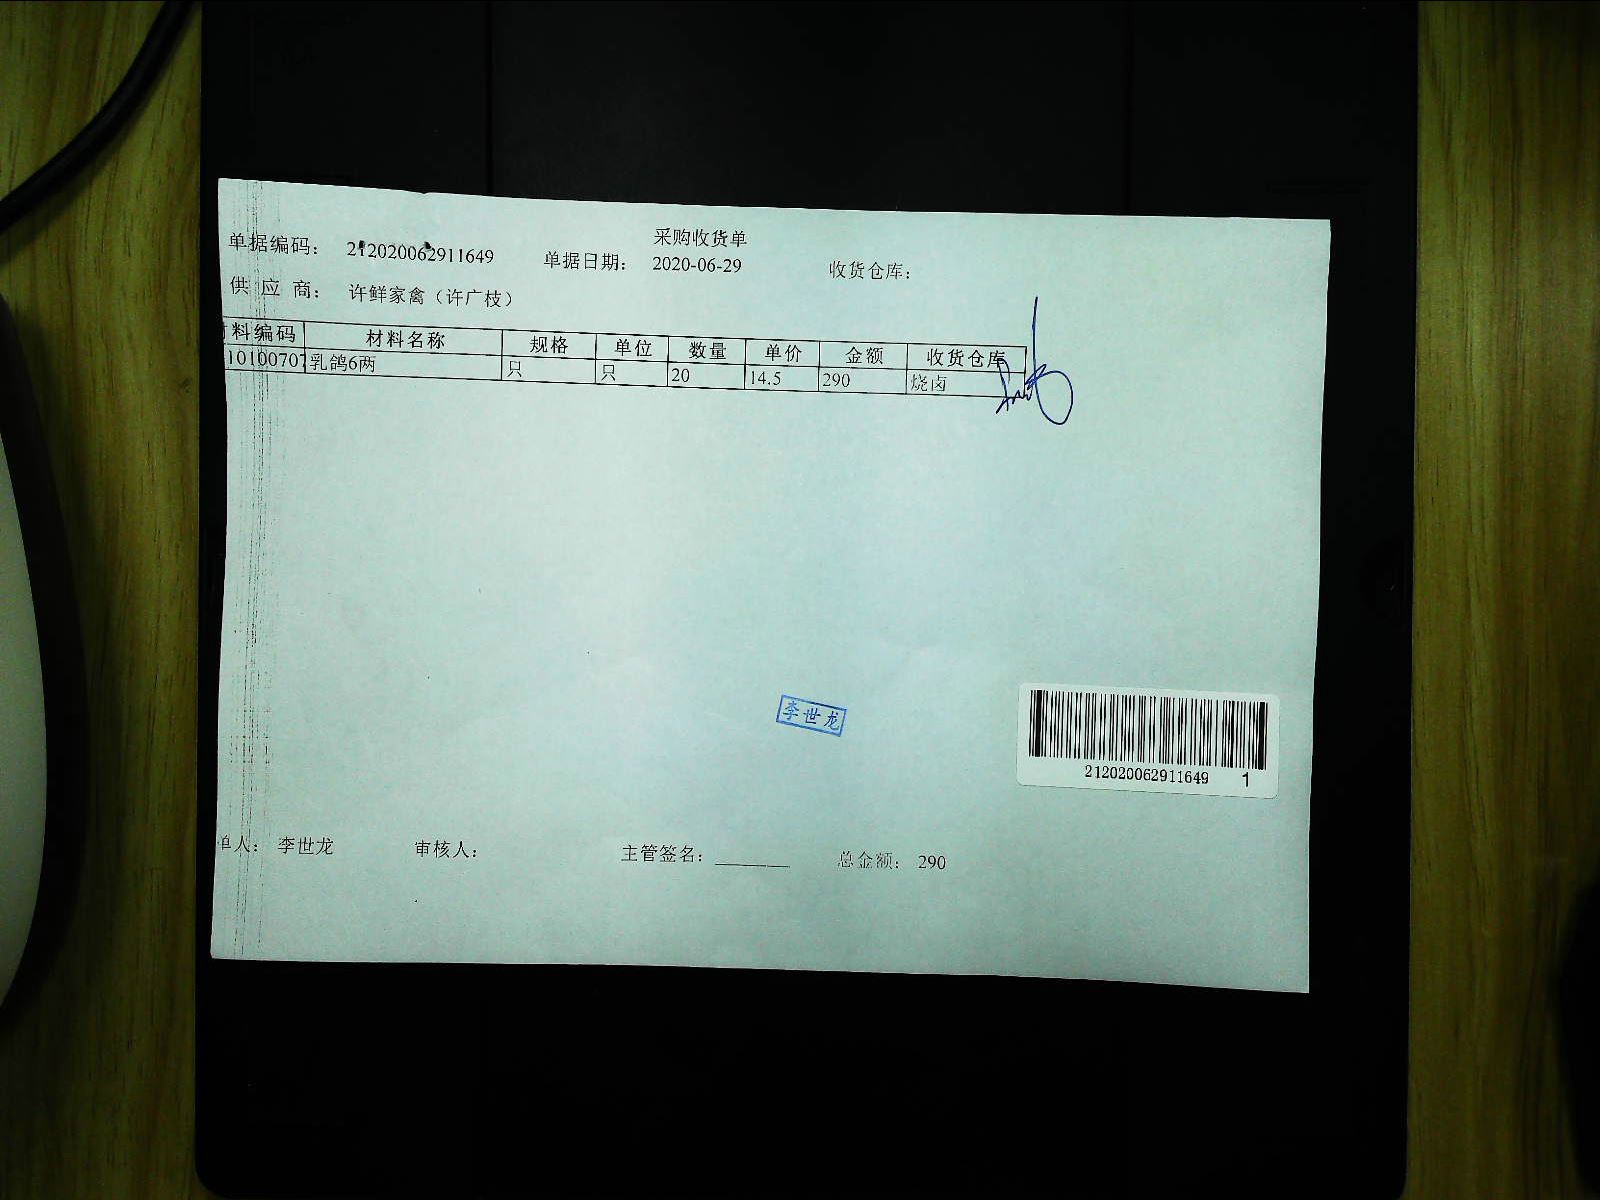 采购收货单
单据编码： 212020062911649 单据日期： 2020-06-29 收货仓库：
供 应 商： 许鲜家禽（许广枝）
料编码 材料名称 规格 单位 数量 单价 金额 收货仓库
10100707 乳鸽6两 只 只 20 14.5 290 烧卤
李世龙
212020062911649 1
单人： 李世龙 审核人： 主管签名： 总金额： 290